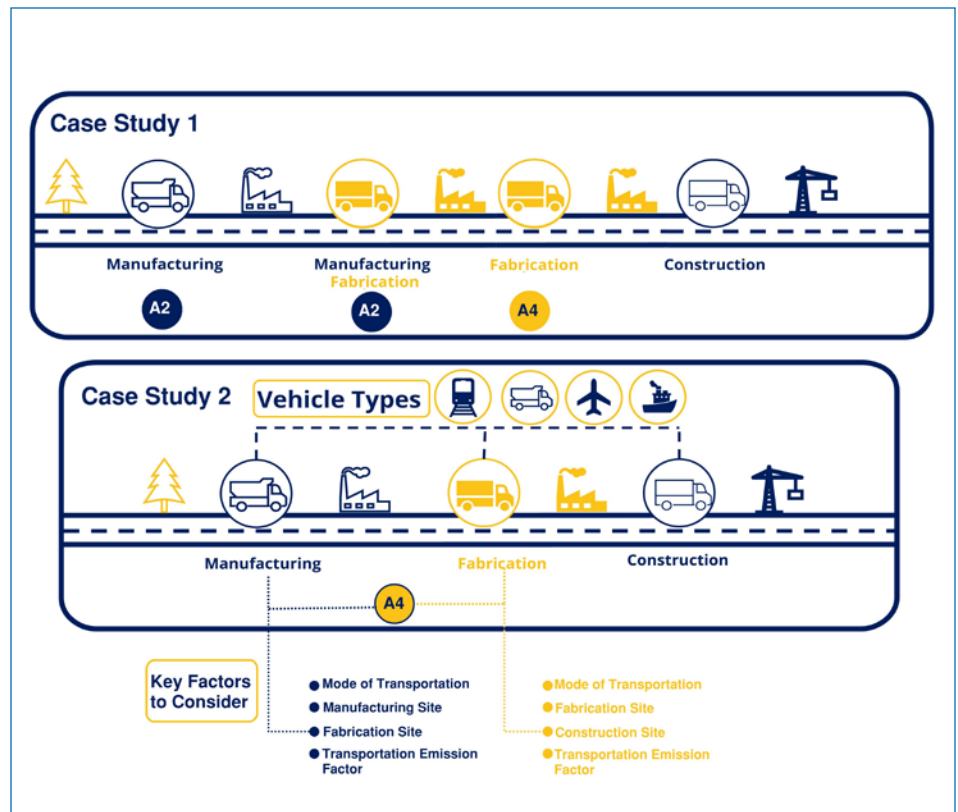 Case Study 1
Manufacturing
Manufacturing
Fabrication
Fabrication
Construction
A2
A2
A4
Case Study 2
Vehicle Types
Manufacturing
Fabrication
Construction
A4
Key Factors
to Consider
Mode of Transportation
Manufacturing Site
Fabrication Site
Transportation Emission
Factor
Mode of Transportation
Fabrication Site
Construction Site
Transportation Emission
Factor